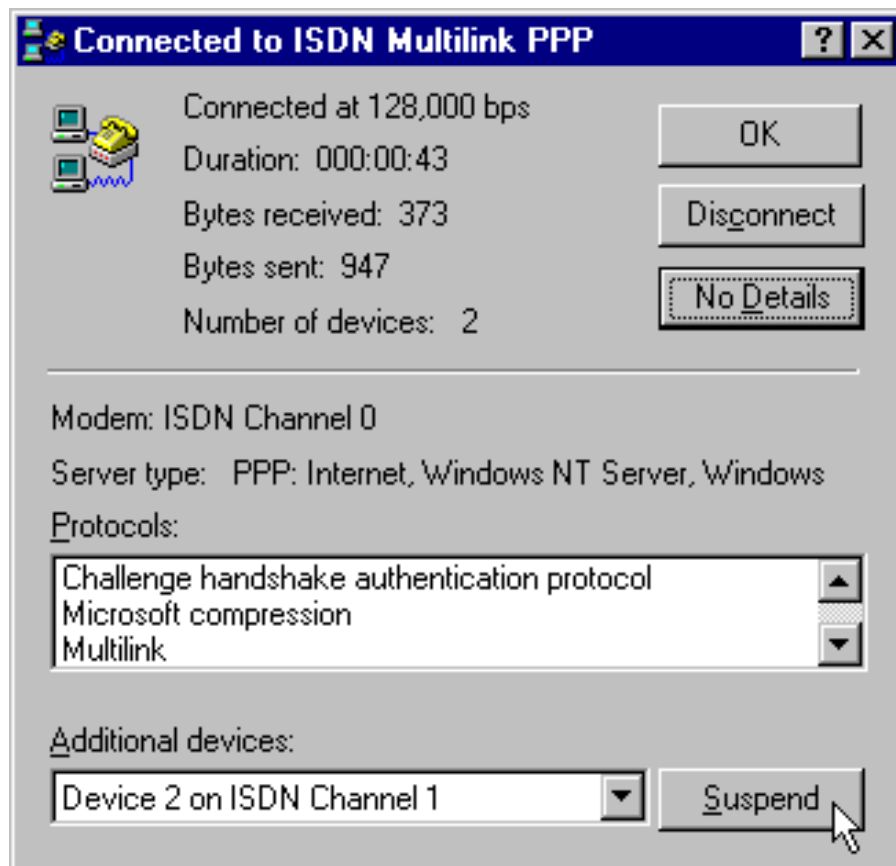 Connected to ISDN Multilink PPP
?
Connected at 128,000 bps
Duration: 000:00:43
Bytes received: 373
Bytes sent: 947
Number of devices: 2
OK
Disconnect
No Details
Modem: ISDN Channel 0
Server type: PPP: Internet, Windows NT Server, Windows
Protocols:
Challenge handshake authentication protocol
Microsoft compression
Multilink
Additional devices:
Device 2 on ISDN Channel 1
Suspend